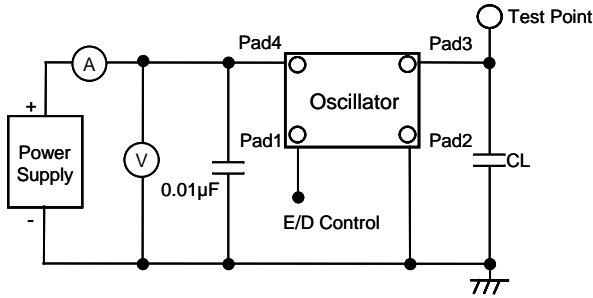 Test Point
Pad4
Pad3
A
Oscillator
+
Pad1
Pad2
Power
Supply
V
CL
0.01µF
-
E/D Control